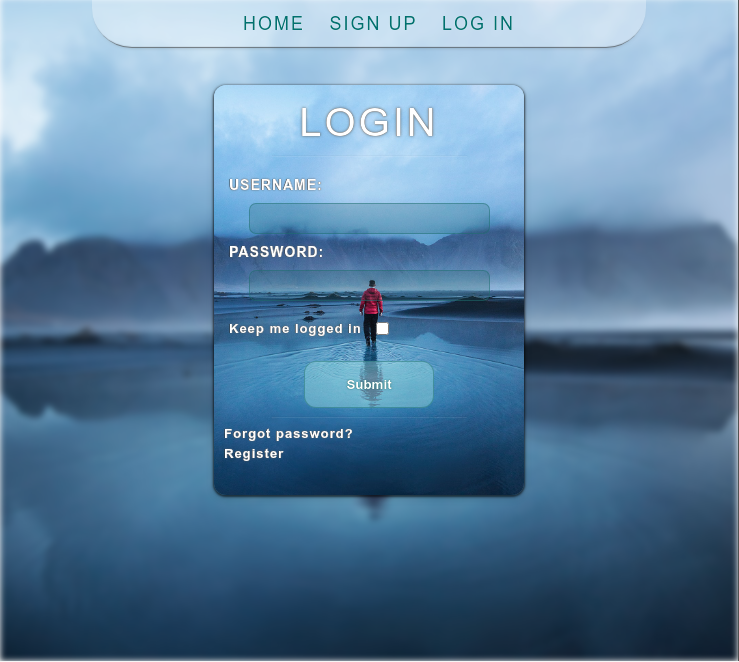 HOME SIGN UP LOG IN
LOGIN
USERNAME:
PASSWORD:
Keep me logged in
Submit
Forgot password?
Register